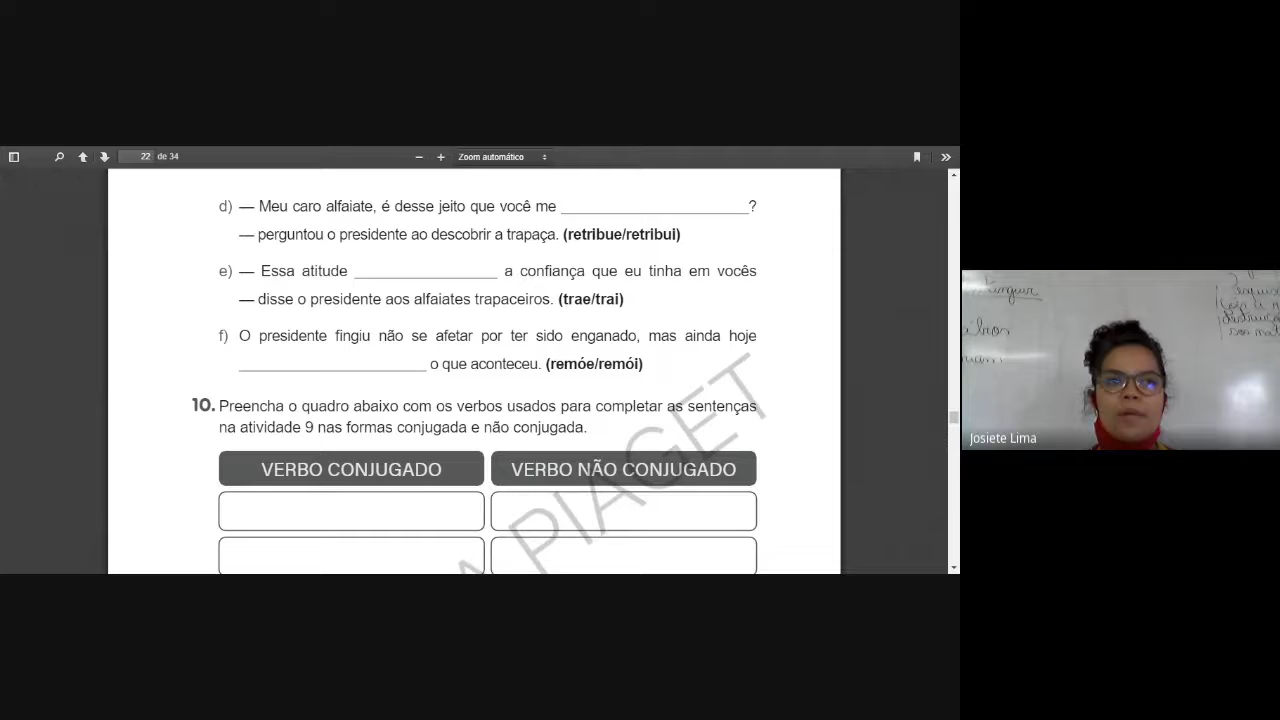 22 de 34
Zoom automático
d) — Meu caro alfaiate, é desse jeito que você me ______________________?
— perguntou o presidente ao descobrir a trapaça. (retribue/retribui)
e) — Essa atitude _________________ a confiança que eu tinha em vocês
— disse o presidente aos alfaiates trapaceiros. (trae/trai)
f) O presidente fingiu não se afetar por ter sido enganado, mas ainda hoje
______________________ o que aconteceu. (remóe/remói)
10. Preencha o quadro abaixo com os verbos usados para completar as sentenças
na atividade 9 nas formas conjugada e não conjugada.
VERBO CONJUGADO
VERBO NÃO CONJUGADO
A PIAGET
Josiete Lima